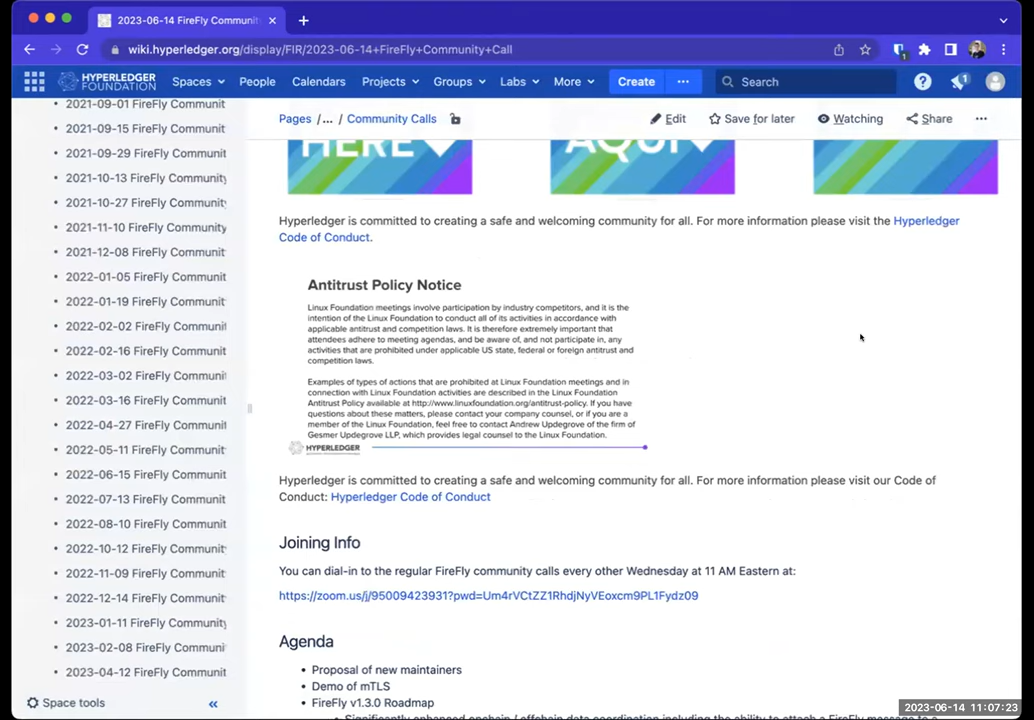 2023-06-14 FireFly Communit
wiki.hyperledger.org/display/FIR/2023-06-14+FireFly+Community+Call
HYPERLEDGER
FOUNDATION
Spaces
People
Calendars
Projects
Groups
Labs
More
Create
Search
2021-09-01 FireFly Communit
2021-09-15 FireFly Communit
2021-09-29 FireFly Communit
2021-10-13 FireFly Community
2021-10-27 FireFly Community
2021-11-10 FireFly Community
2021-12-08 FireFly Communit
2022-01-05 FireFly Communit
2022-01-19 FireFly Communit
2022-02-02 FireFly Communit
2022-02-16 FireFly Communit
2022-03-02 FireFly Communit
2022-03-16 FireFly Communit
2022-04-27 FireFly Communit
2022-05-11 FireFly Communit
2022-06-15 FireFly Communit
2022-07-13 FireFly Communit
2022-08-10 FireFly Communit
2022-10-12 FireFly Community
2022-11-09 FireFly Communit
2022-12-14 FireFly Community
2023-01-11 FireFly Community
2023-02-08 FireFly Communi
2023-04-12 FireFly Communit
Space tools
Pages /... / Community Calls
Edit
Save for later
Watching
Share
HERE
AQUI
Hyperledger is committed to creating a safe and welcoming community for all. For more information please visit the Hyperledger
Code of Conduct.
Antitrust Policy Notice
Linux Foundation meetings involve participation by industry competitors, and it is the
intention of the Linux Foundation to conduct all of its activities in accordance with
applicable antitrust and competition laws. It is therefore extremely important that
attendees adhere to meeting agendas, and be aware of, and not participate in, any
activities that are prohibited under applicable US state, federal or foreign antitrust and
competition laws.
Examples of types of actions that are prohibited at Linux Foundation meetings and in
connection with Linux Foundation activities are described in the Linux Foundation
Antitrust Policy available at http://www.linuxfoundation.org/antitrust-policy. If you have
questions about these matters, please contact your company counsel, or if you are a
member of the Linux Foundation, feel free to contact Andrew Updegrove of the firm of
Gesmer Updegrove LLP, which provides legal counsel to the Linux Foundation.
HYPERLEDGER
Hyperledger is committed to creating a safe and welcoming community for all. For more information please visit our Code of
Conduct: Hyperledger Code of Conduct
Joining Info
You can dial-in to the regular FireFly community calls every other Wednesday at 11 AM Eastern at:
https://zoom.us/j/95009423931?pwd=Um4rVCtZZ1RhdjNyVEoxcm9PL1Fydz09
Agenda
• Proposal of new maintainers
• Demo of mTLS
• FireFly v1.3.0 Roadmap
Significantly enhanced onchain / offchain data coordination including the ability to attach a FireFly message to
2023-06-14 11:07:23